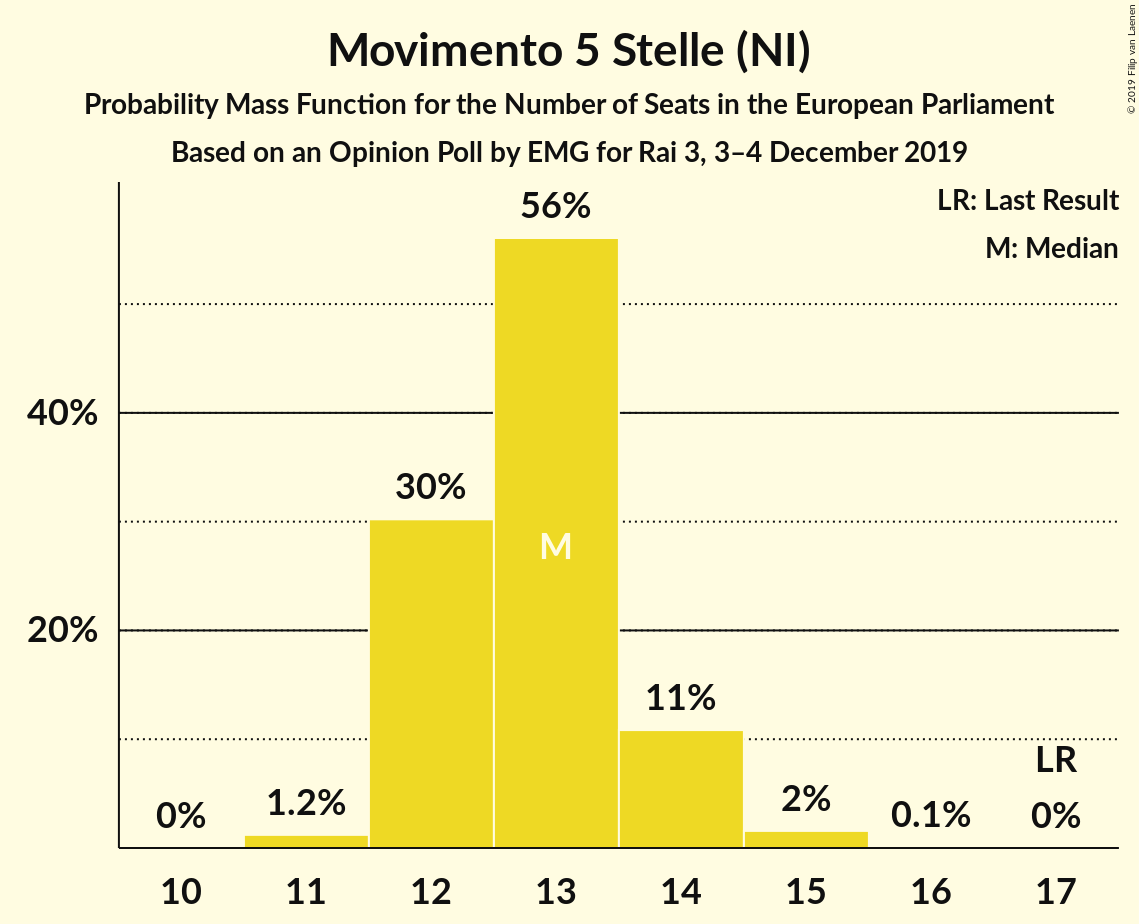 Movimento 5 Stelle (NI)
Probability Mass Function for the Number of Seats in the European Parliament
Based on an Opinion Poll by EMG for Rai 3, 3–4 December 2019
© 2019 Filip van Laenen
LR: Last Result
M: Median
56%
40%
30%
M
20%
11%
LR
0%
1.2%
2%
0.1%
0%
10 11 12 13 14 15 16 17